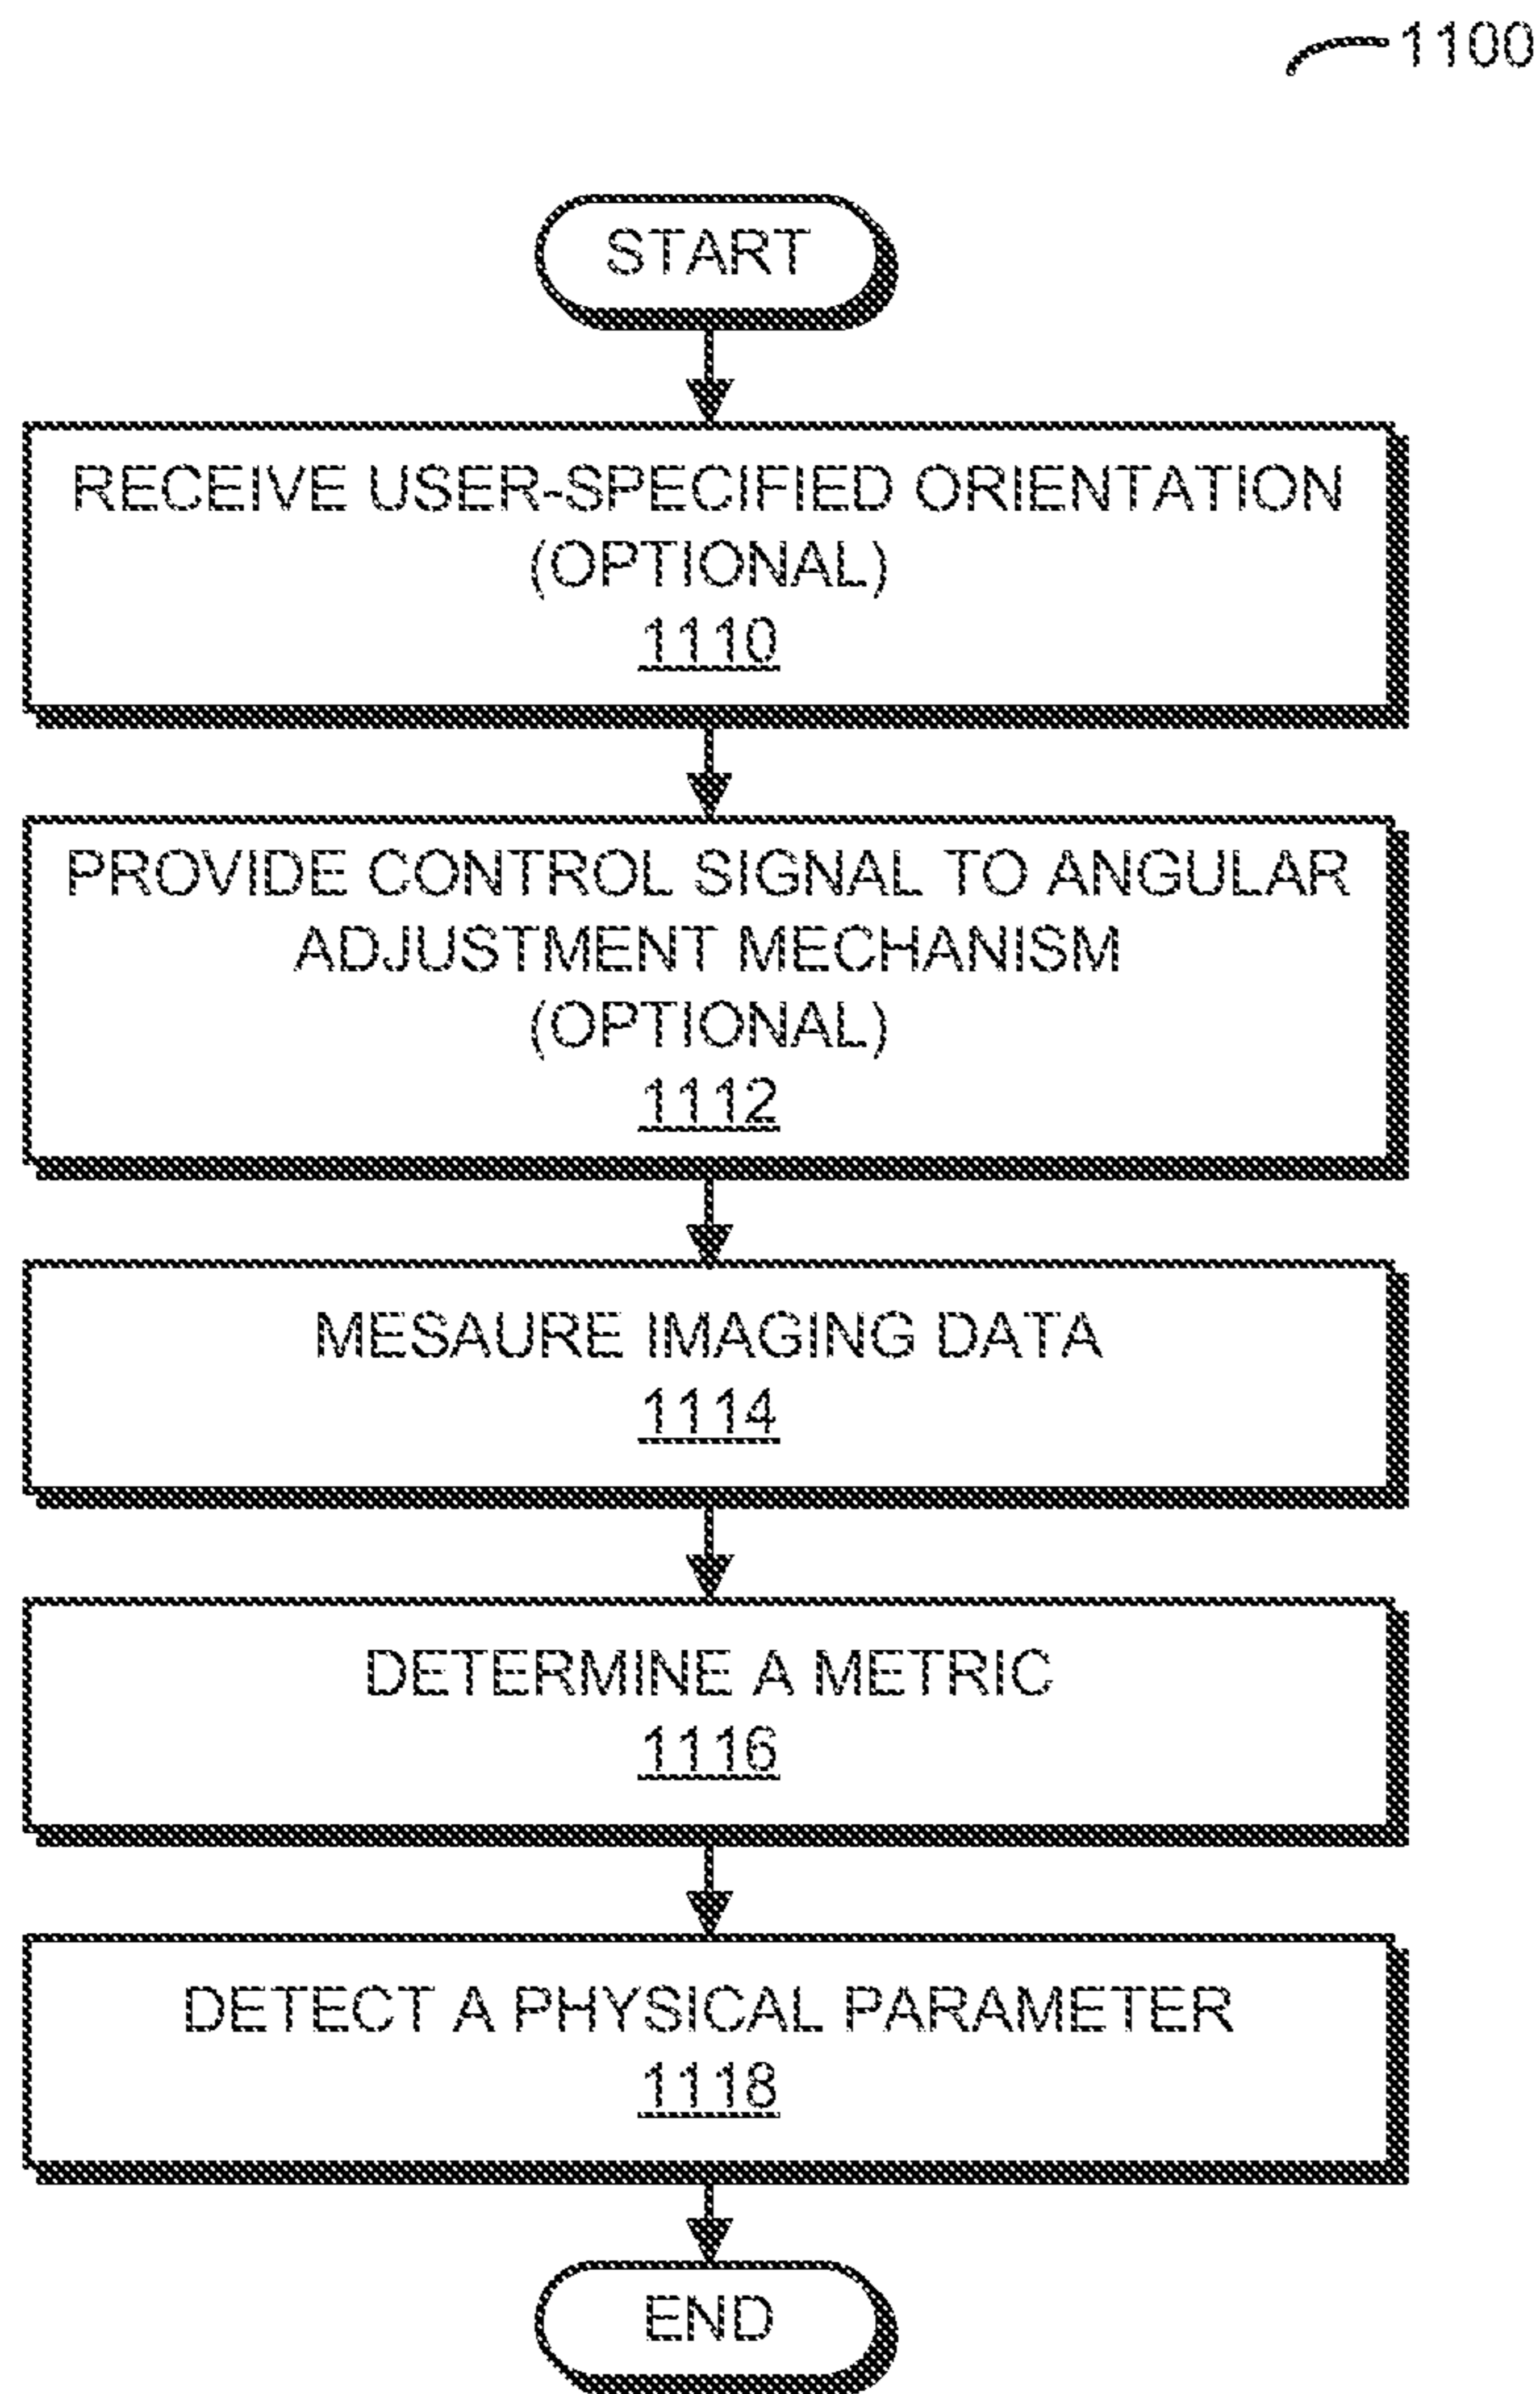 1100
START
RECEIVE USER-SPECIFIED ORIENTATION
(OPTIONAL)
1110
PROVIDE CONTROL SIGNAL TO ANGULAR
ADJUSTMENT MECHANISM
(OPTIONAL)
1112
MESAURE IMAGING DATA
1114
DETERMINE A METRIC
1116
DETECT A PHYSICAL PARAMETER
1118
END